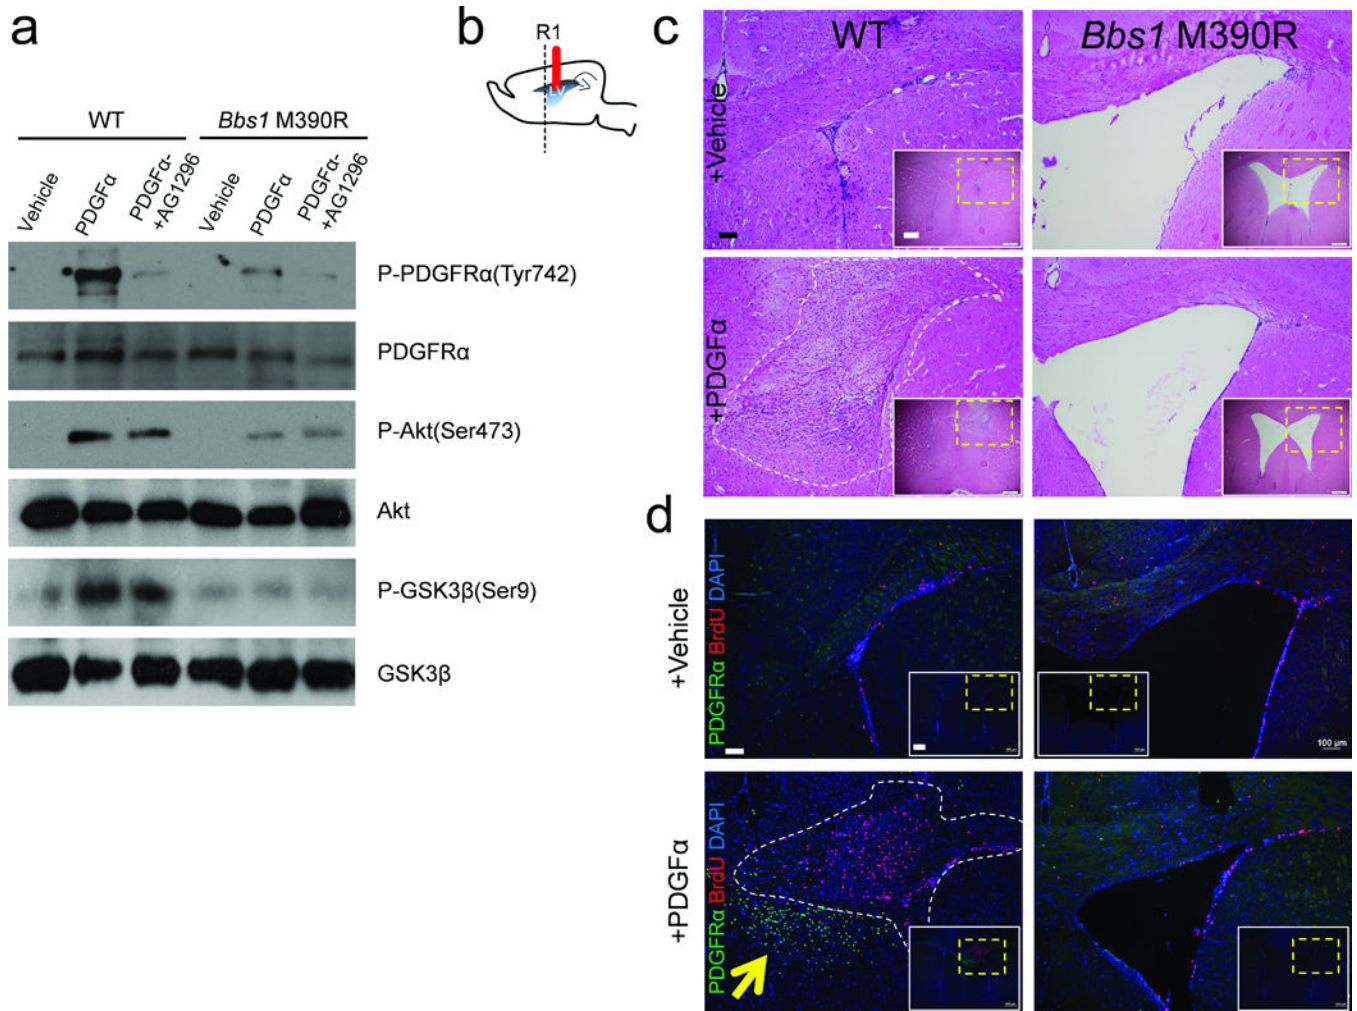 a
WT
Bbs1 M390R
Vehicle
PDGFα
PDGFα-
+AG1296
Vehicle
PDGFα
PDGFα-
+AG1296
P-PDGFRα(Tyr742)
PDGFRα
P-Akt(Ser473)
Akt
P-GSK3β(Ser9)
GSK3β
b
R1
LV
c
WT
Bbs1 M390R
+Vehicle
+PDGFα
d
+Vehicle
PDGFRα BrdU DAPI
100 µm
+PDGFα
PDGFRα BrdU DAPI